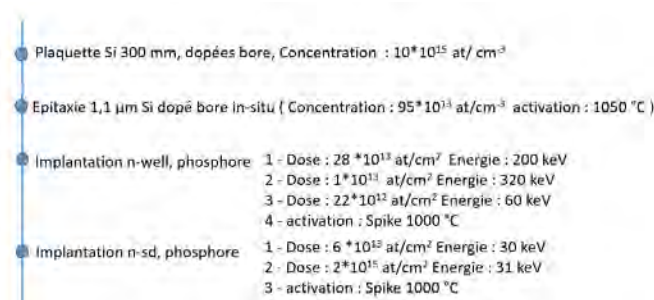 Plaquette Si 300 mm, dopées bore, Concentration : 10*10¹⁵ at/ cm⁻³
Epitaxie 1,1 µm Si dopé bore in-situ ( Concentration : 95*10¹³ at/cm⁻³ activation : 1050 °C )
Implantation n-well, phosphore 1 - Dose : 28 *10¹³ at/cm² Energie : 200 keV
2 - Dose : 1*10¹³ at/cm² Energie : 320 keV
3 - Dose : 22*10¹² at/cm² Energie : 60 keV
4 - activation : Spike 1000 °C
Implantation n-sd, phosphore 1 - Dose : 6 *10¹³ at/cm² Energie : 30 keV
2 - Dose : 2*10¹⁵ at/cm² Energie : 31 keV
3 - activation : Spike 1000 °C